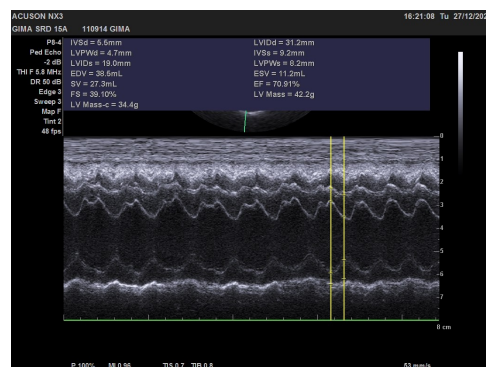 ACUSON NX3 16:21:08 Tu 27/12/202
GIMA SRD 15A 110914 GIMA
P8-4
Ped Echo
-2 dB
THI F 5.8 MHz
DR 50 dB
Edge 3
Sweep 3
Map F
Tint 2
48 fps
IVSd = 5.5mm LVIDd = 31.2mm
LVPWd = 4.7mm IVSs = 9.2mm
LVIDs = 19.0mm LVPWs = 8.2mm
EDV = 38.5mL ESV = 11.2mL
SV = 27.3mL EF = 70.91%
FS = 39.10% LV Mass = 42.2g
LV Mass-c = 34.4g
0
1
2
3
4
5
6
7
8 cm
P 100% MI 0.96 TIS 0.7 TIB 0.8 53 mm/s